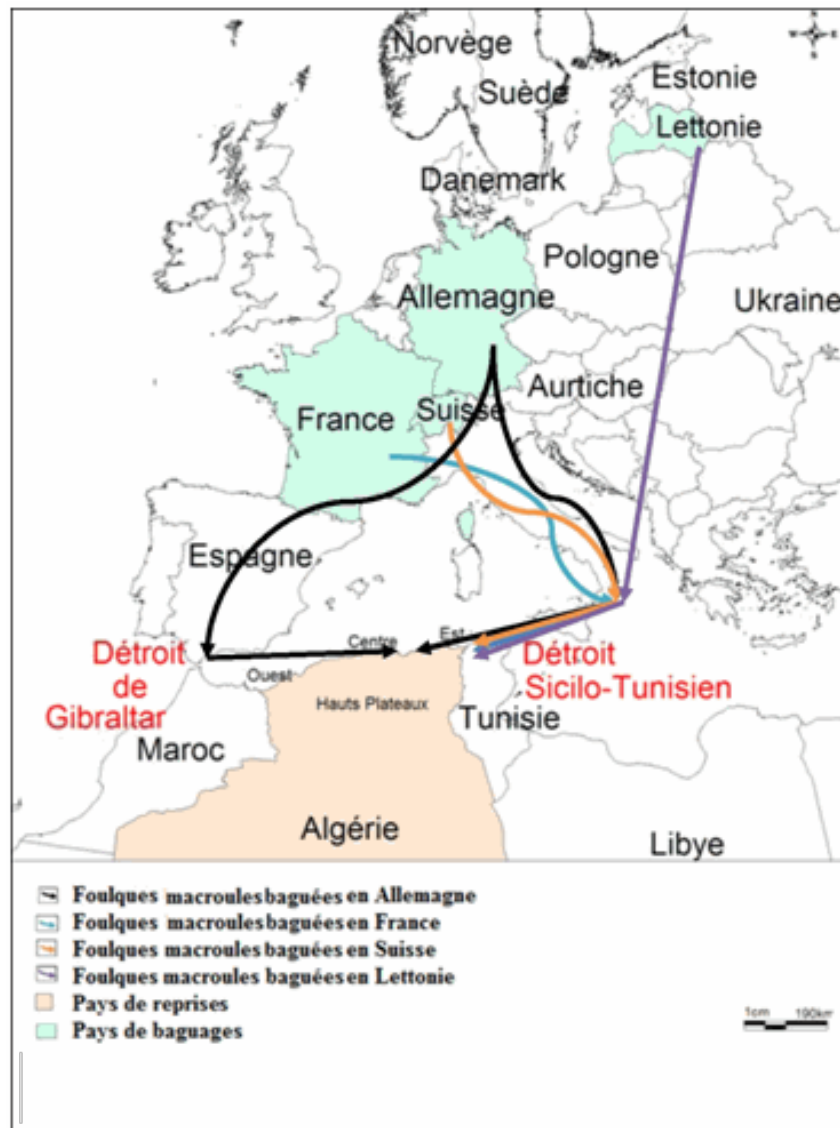 Norvège
Suède
Estonie
Lettonie
Danemark
Pologne
Allemagne
Ukraine
Aurtiche
Suisse
France
Espagne
Détroit
de
Gibraltar
Ouest
Centre
Est
Détroit
Sicilo-Tunisien
Hauts Plateaux
Tunisie
Maroc
Algérie
Libye
Foulques macroules baguées en Allemagne
Foulques macroules baguées en France
Foulques macroules baguées en Suisse
Foulques macroules baguées en Lettonie
Pays de reprises
Pays de baguages
1cm 190km